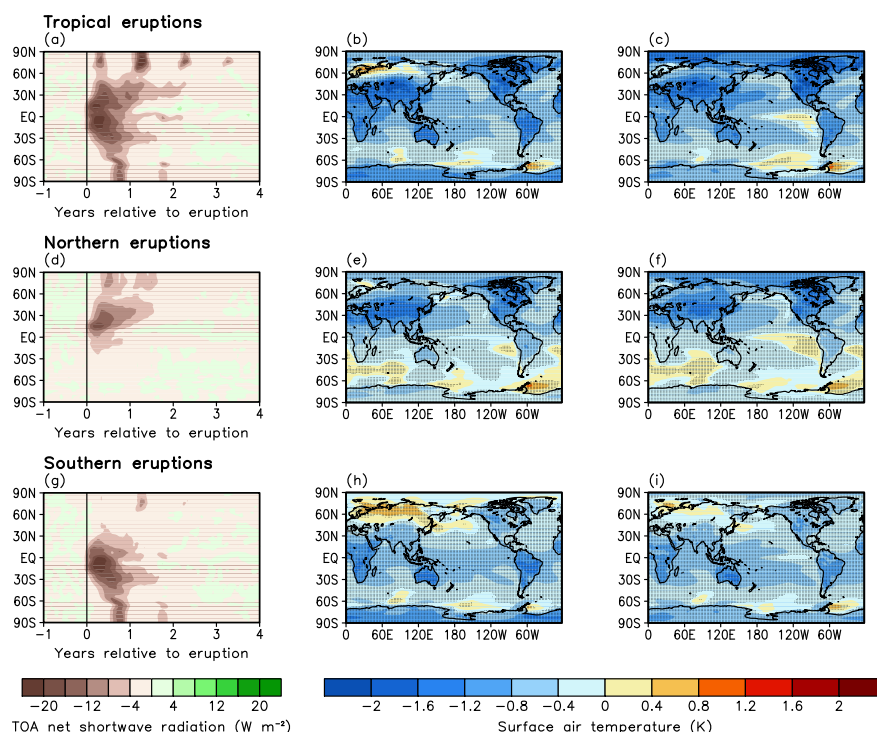 Tropical eruptions
(a) (b) (c)
90N 90N 90N
60N 60N 60N
30N 30N 30N
EQ EQ EQ
30S 30S 30S
60S 60S 60S
90S 90S 90S
−1 0 1 2 3 4 0 60E 120E 180 120W 60W 0 60E 120E 180 120W 60W
Years relative to eruption
Northern eruptions
(d) (e) (f)
90N 90N 90N
60N 60N 60N
30N 30N 30N
EQ EQ EQ
30S 30S 30S
60S 60S 60S
90S 90S 90S
−1 0 1 2 3 4 0 60E 120E 180 120W 60W 0 60E 120E 180 120W 60W
Years relative to eruption
Southern eruptions
(g) (h) (i)
90N 90N 90N
60N 60N 60N
30N 30N 30N
EQ EQ EQ
30S 30S 30S
60S 60S 60S
90S 90S 90S
−1 0 1 2 3 4 0 60E 120E 180 120W 60W 0 60E 120E 180 120W 60W
Years relative to eruption
−20 −12 −4 4 12 20 −2 −1.6 −1.2 −0.8 −0.4 0 0.4 0.8 1.2 1.6 2
TOA net shortwave radiation (W m⁻²) Surface air temperature (K)